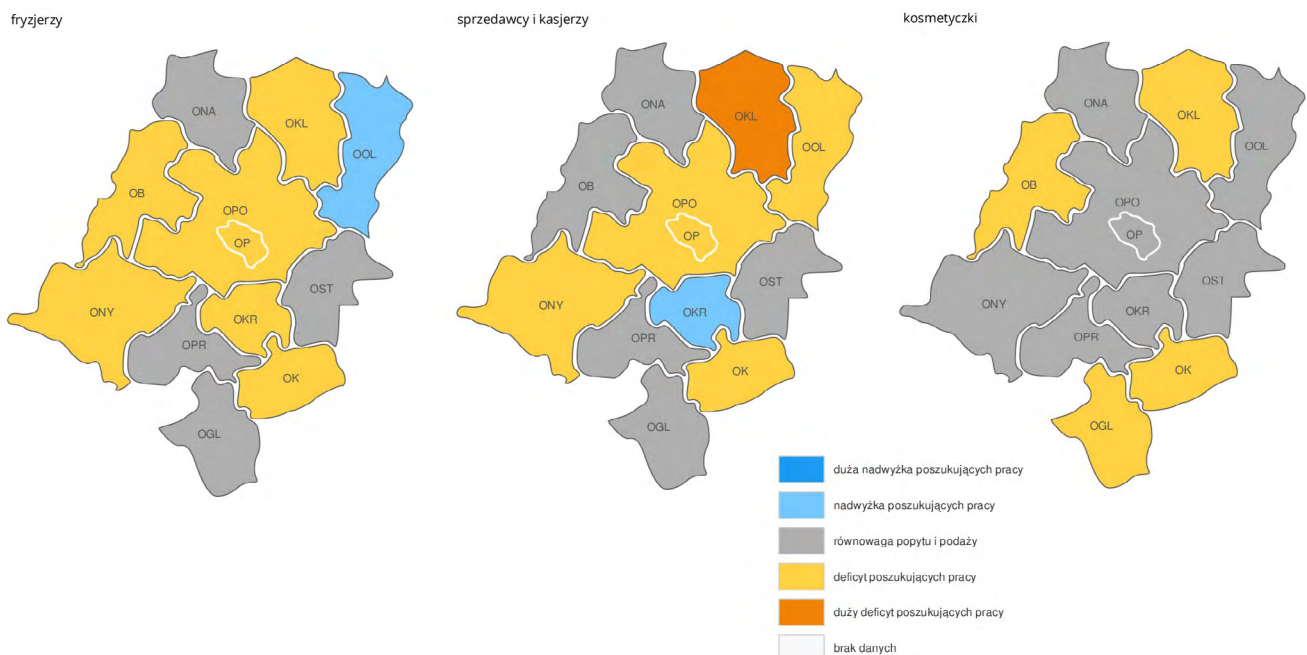 fryzjerzy
ONA
OKL
OOL
OB
OPO
OP
OST
ONY
OKR
OPR
OK
OGL
sprzedawcy i kasjerzy
ONA
OKL
OOL
OB
OPO
OP
OST
ONY
OKR
OPR
OK
OGL
kosmetyczki
ONA
OKL
OOL
OB
OPO
OP
OST
ONY
OKR
OPR
OK
OGL
duża nadwyżka poszukujących pracy
nadwyżka poszukujących pracy
równowaga popytu i podaży
deficyt poszukujących pracy
duży deficyt poszukujących pracy
brak danych